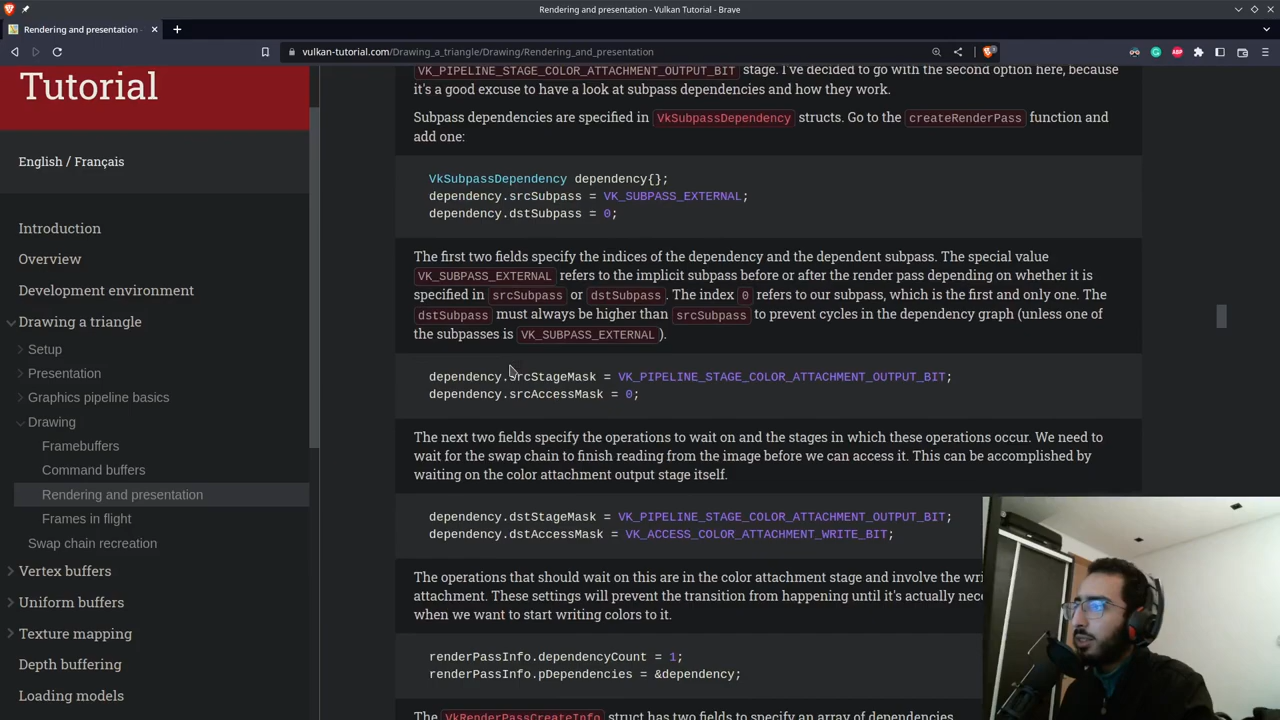 Rendering and presentation - Vulkan Tutorial - Brave
Rendering and presentation -
vulkan-tutorial.com/Drawing_a_triangle/Drawing/Rendering_and_presentation
ABP
Tutorial
English / Français
Introduction
Overview
Development environment
Drawing a triangle
Setup
Presentation
Graphics pipeline basics
Drawing
Framebuffers
Command buffers
Rendering and presentation
Frames in flight
Swap chain recreation
Vertex buffers
Uniform buffers
Texture mapping
Depth buffering
Loading models
VK_PIPELINE_STAGE_COLOR_ATTACHMENT_OUTPUT_BIT stage. I've decided to go with the second option here, because
it's a good excuse to have a look at subpass dependencies and how they work.
Subpass dependencies are specified in VkSubpassDependency structs. Go to the createRenderPass function and
add one:
VkSubpassDependency dependency{};
dependency.srcSubpass = VK_SUBPASS_EXTERNAL;
dependency.dstSubpass = 0;
The first two fields specify the indices of the dependency and the dependent subpass. The special value
VK_SUBPASS_EXTERNAL refers to the implicit subpass before or after the render pass depending on whether it is
specified in srcSubpass or dstSubpass. The index 0 refers to our subpass, which is the first and only one. The
dstSubpass must always be higher than srcSubpass to prevent cycles in the dependency graph (unless one of
the subpasses is VK_SUBPASS_EXTERNAL).
dependency.srcStageMask = VK_PIPELINE_STAGE_COLOR_ATTACHMENT_OUTPUT_BIT;
dependency.srcAccessMask = 0;
The next two fields specify the operations to wait on and the stages in which these operations occur. We need to
wait for the swap chain to finish reading from the image before we can access it. This can be accomplished by
waiting on the color attachment output stage itself.
dependency.dstStageMask = VK_PIPELINE_STAGE_COLOR_ATTACHMENT_OUTPUT_BIT;
dependency.dstAccessMask = VK_ACCESS_COLOR_ATTACHMENT_WRITE_BIT;
The operations that should wait on this are in the color attachment stage and involve the wri
attachment. These settings will prevent the transition from happening until it's actually nec
when we want to start writing colors to it.
renderPassInfo.dependencyCount = 1;
renderPassInfo.pDependencies = &dependency;
The VkRenderPassCreateInfo struct has two fields to specify an array of dependencies.